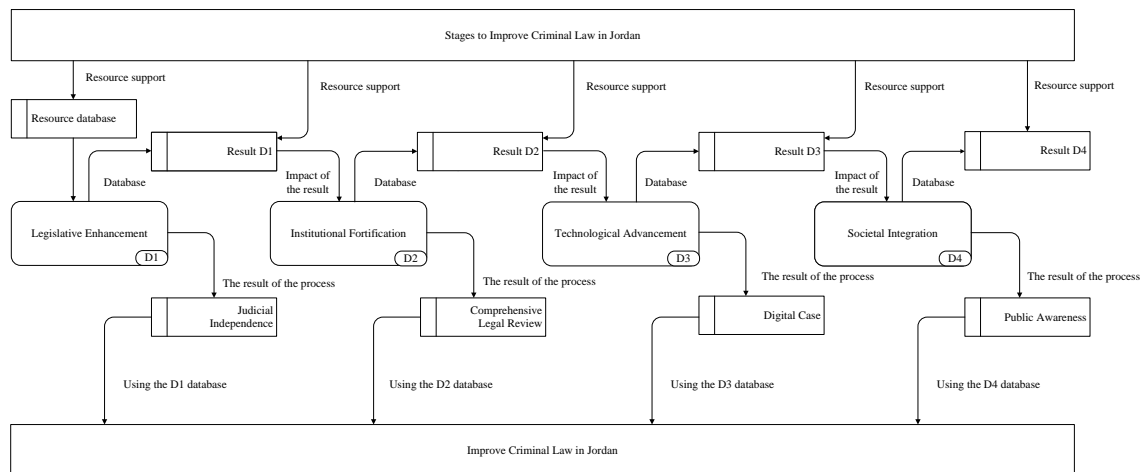 Stages to Improve Criminal Law in Jordan
Resource support
Resource support
Resource support
Resource support
Resource support
Resource database
Result D1
Result D2
Result D3
Result D4
Database
Impact of
the result
Database
Impact of
the result
Database
Impact of
the result
Database
Legislative Enhancement
D1
Institutional Fortification
D2
Technological Advancement
D3
Societal Integration
D4
The result of the process
The result of the process
The result of the process
The result of the process
Judicial
Independence
Comprehensive
Legal Review
Digital Case
Public Awareness
Using the D1 database
Using the D2 database
Using the D3 database
Using the D4 database
Improve Criminal Law in Jordan